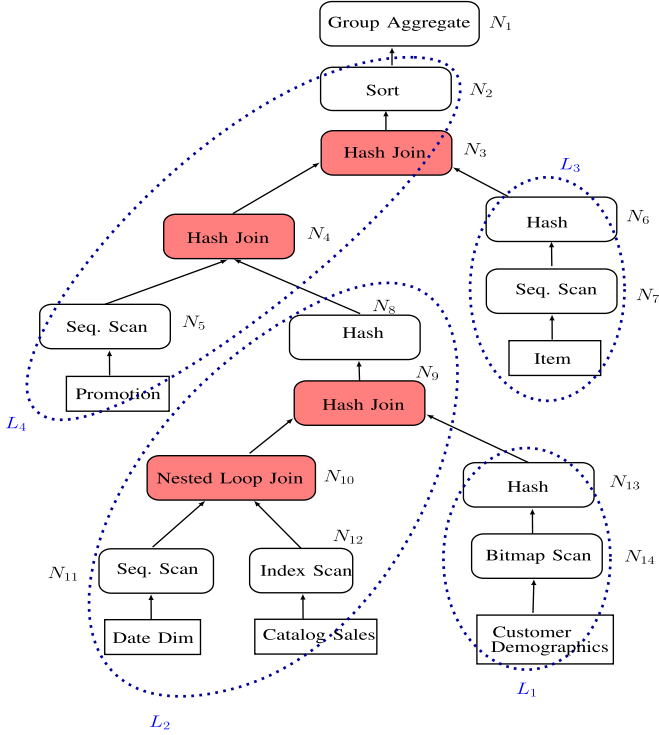 Group Aggregate N₁
Sort N₂
Hash Join N₃
L₃
Hash N₆
Hash Join N₄
Seq. Scan N₇
N₈
Seq. Scan N₅
Hash
Item
N₉
Promotion
Hash Join
L₄
Nested Loop Join N₁₀
Hash N₁₃
N₁₂
Bitmap Scan N₁₄
N₁₁ Seq. Scan
Index Scan
Date Dim
Catalog Sales
Customer
Demographics
L₁
L₂